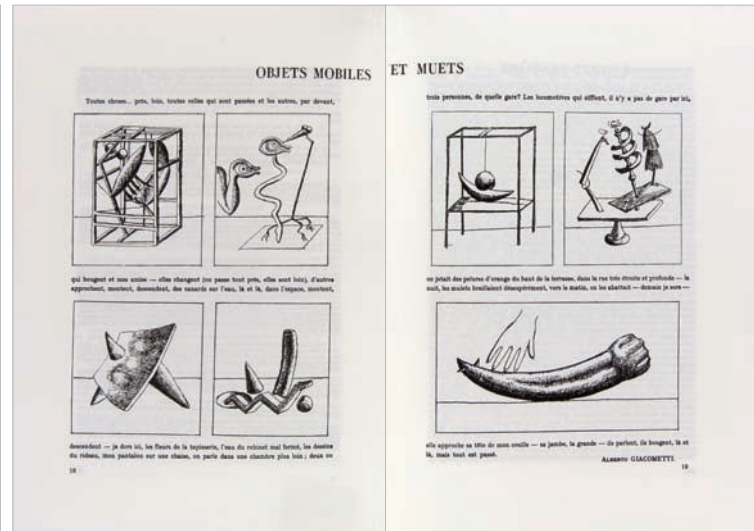 OBJETS MOBILES ET MUETS
Toutes choses... près, loin, toutes celles qui sont passées et les autres, par devant,
qui bougent et mes amies — elles changent (on passe tout près, elles sont loin), d'autres
approchent, montent, descendent, des canards sur l'eau, là et là, dans l'espace, montent,
descendent — je dors ici, les fleurs de la tapisserie, l'eau du robinet mal fermé, les dessins
du rideau, mon pantalon sur une chaise, on parle dans une chambre plus loin ; deux ou
18
trois personnes, de quelle gare? Les locomotives qui sifflent, il n'y a pas de gare par ici,
on jetait des pelures d'orange du haut de la terrasse, dans la rue très étroite et profonde — la
nuit, les mulets braillaient désespérément, vers le matin, on les abattait — demain je sors —
elle approche sa tête de mon oreille — sa jambe, la grande — ils parlent, ils bougent, là et
là, mais tout est passé.
ALBERTO GIACOMETTI.
19